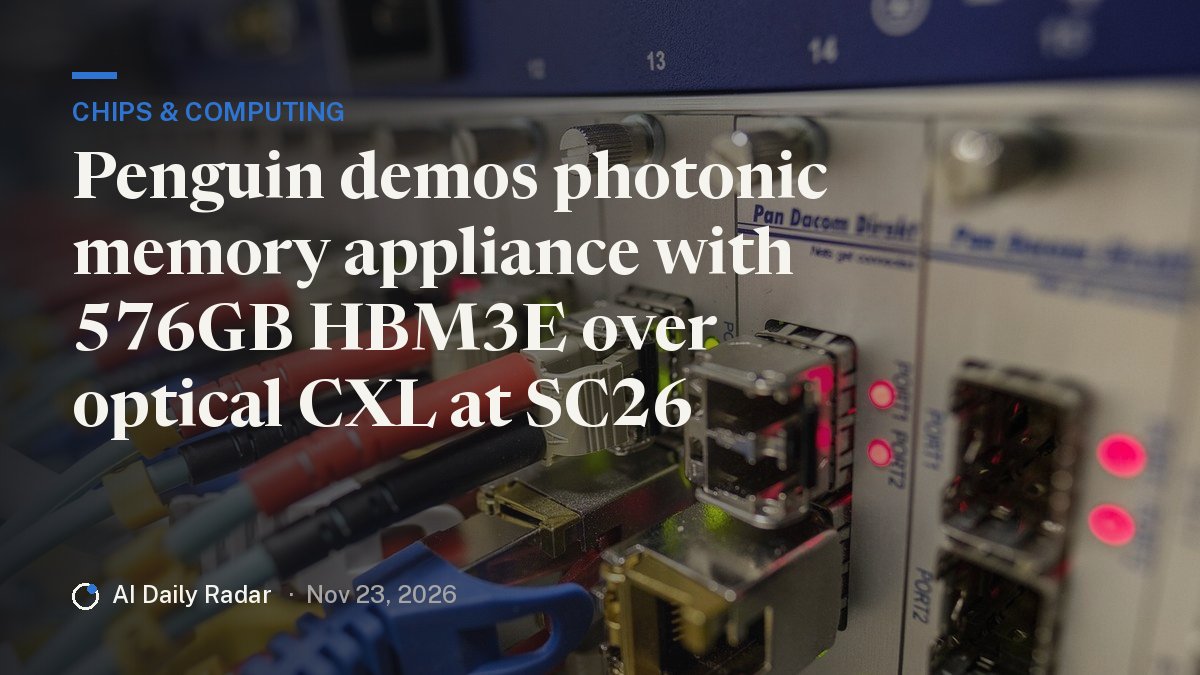 12
13
14
CHIPS & COMPUTING
Penguin demos photonic
memory appliance with
576GB HBM3E over
optical CXL at SC26
Pan Dacom Direkt
PORT1 PORT2
PORT1
PORT2
AI Daily Radar · Nov 23, 2026